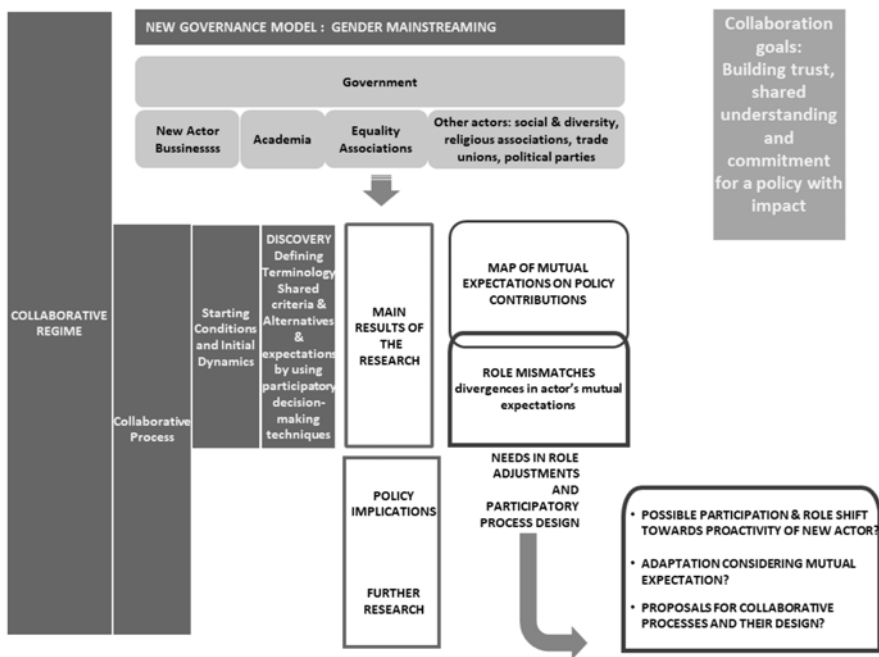 NEW GOVERNANCE MODEL : GENDER MAINSTREAMING
Government
New Actor
Bussinessss
Academia
Equality
Associations
Other actors: social & diversity,
religious associations, trade
unions, political parties
Collaboration
goals:
Building trust,
shared
understanding
and
commitment
for a policy with
impact
COLLABORATIVE
REGIME
Collaborative
Process
Starting
Conditions
and Initial
Dynamics
DISCOVERY
Defining
Terminology
Shared
criteria &
Alternatives
&
expectations
by using
participatory
decision-
making
techniques
MAIN
RESULTS OF
THE
RESEARCH
MAP OF MUTUAL
EXPECTATIONS ON POLICY
CONTRIBUTIONS
ROLE MISMATCHES
divergences in actor's mutual
expectations
POLICY
IMPLICATIONS
FURTHER
RESEARCH
NEEDS IN ROLE
ADJUSTMENTS
AND
PARTICIPATORY
PROCESS DESIGN
• POSSIBLE PARTICIPATION & ROLE SHIFT
TOWARDS PROACTIVITY OF NEW ACTOR?
• ADAPTATION CONSIDERING MUTUAL
EXPECTATION?
• PROPOSALS FOR COLLABORATIVE
PROCESSES AND THEIR DESIGN?